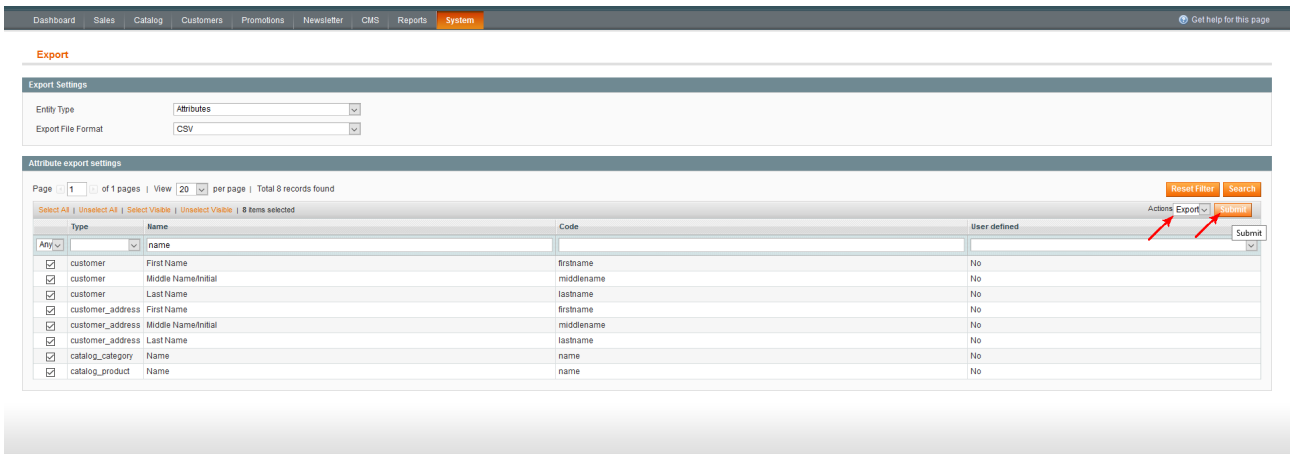 Dashboard Sales Catalog Customers Promotions Newsletter CMS Reports System Get help for this page
Export
Export Settings
Entity Type Attributes
Export File Format CSV
Attribute export settings
Page 1 of 1 pages | View 20 per page | Total 8 records found Reset Filter Search
Select All | Unselect All | Select Visible | Unselect Visible | 8 items selected Actions Export Submit
Type Name Code User defined
Submit
Any name
customer First Name firstname No
customer Middle Name/Initial middlename No
customer Last Name lastname No
customer_address First Name firstname No
customer_address Middle Name/Initial middlename No
customer_address Last Name lastname No
catalog_category Name name No
catalog_product Name name No